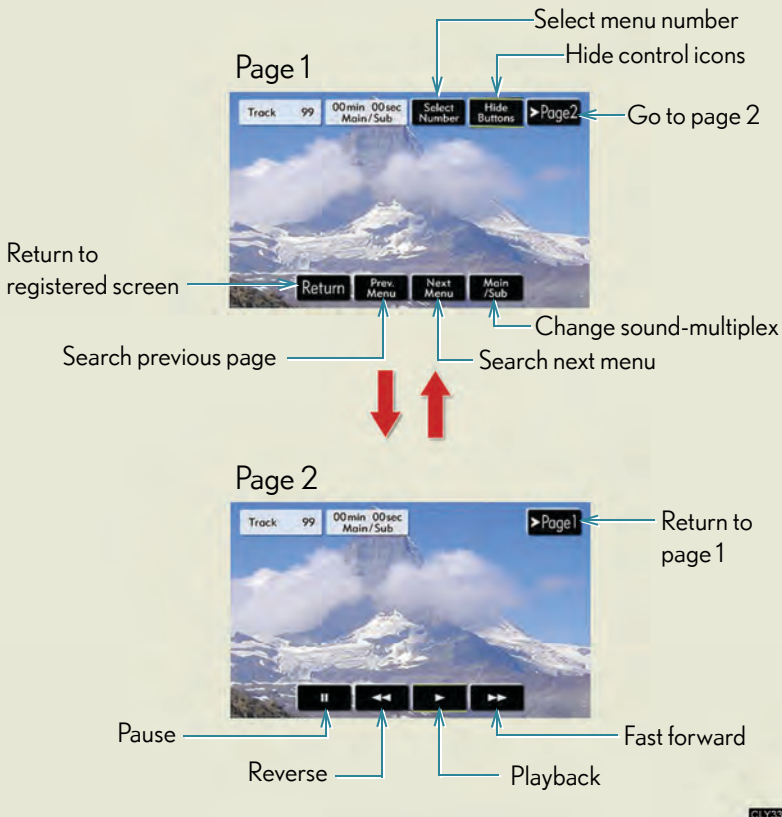 Select menu number
Hide control icons
Page 1
Track 99
00min 00sec
Main/Sub
Select
Number
Hide
Buttons
>Page2
Go to page 2
Return to
registered screen
Return
Prev.
Menu
Next
Menu
Main
/Sub
Change sound-multiplex
Search previous page
Search next menu
Page 2
Track 99
00min 00sec
Main/Sub
>Page1
Return to
page 1
Pause
Fast forward
Reverse
Playback